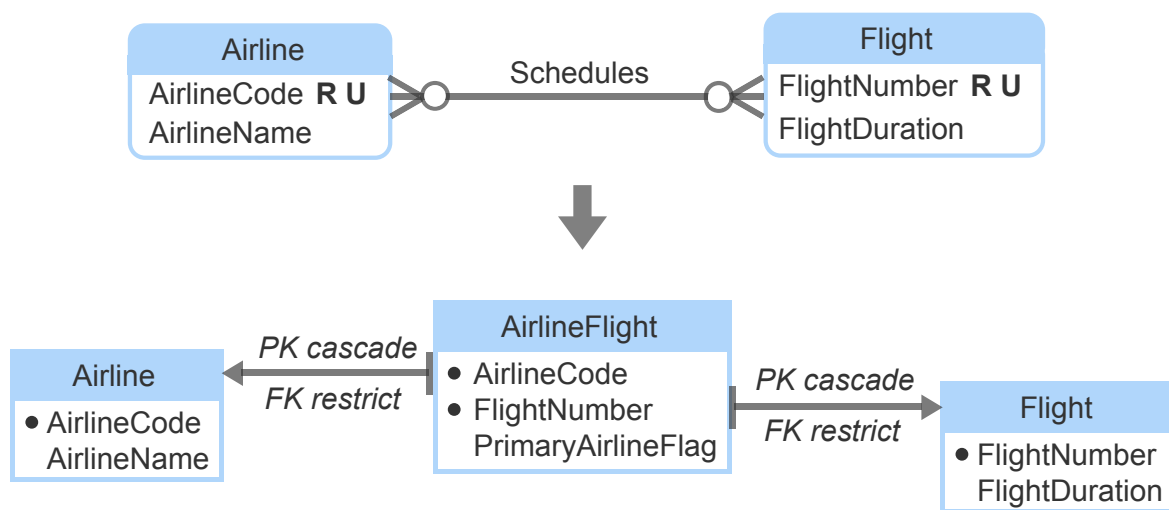 Airline
AirlineCode R U
AirlineName
Schedules
Flight
FlightNumber R U
FlightDuration
Airline
AirlineCode
AirlineName
PK cascade
FK restrict
AirlineFlight
AirlineCode
FlightNumber
PrimaryAirlineFlag
PK cascade
FK restrict
Flight
FlightNumber
FlightDuration